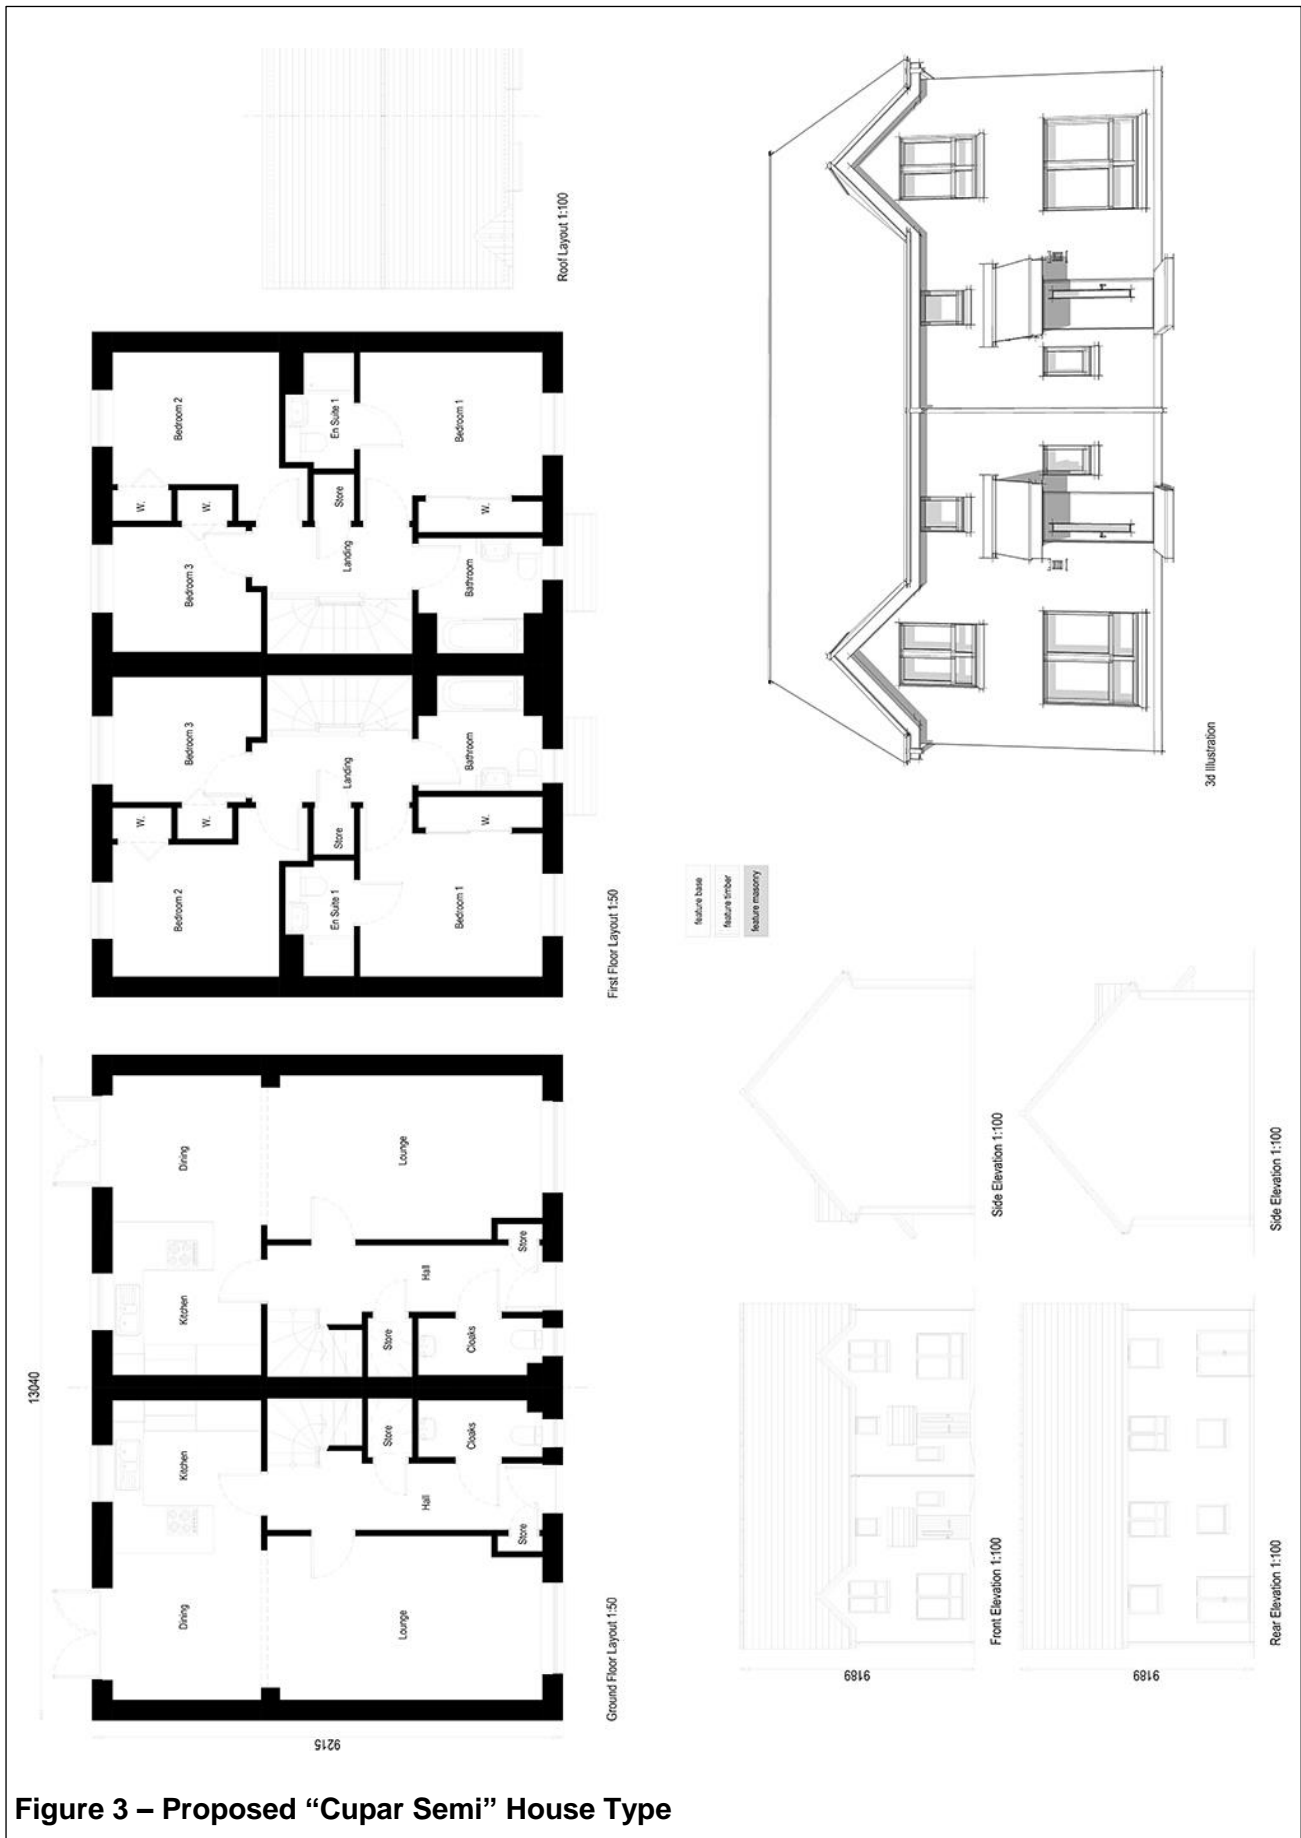 13040
9215
Dining
Kitchen
Kitchen
Dining
Store
Store
Lounge
Hall
Hall
Lounge
Cloaks
Cloaks
Store
Store
Ground Floor Layout 1:50
W.
W.
Bedroom 2
W.
Bedroom 3
Bedroom 3
W.
Bedroom 2
En Suite 1
Store
Landing
Landing
Store
En Suite 1
Bedroom 1
W.
Bathroom
Bathroom
W.
Bedroom 1
First Floor Layout 1:50
Roof Layout 1:100
feature base
feature timber
feature masonry
9189
Front Elevation 1:100
Side Elevation 1:100
9189
Rear Elevation 1:100
Side Elevation 1:100
3d Illustration
Figure 3 – Proposed “Cupar Semi” House Type